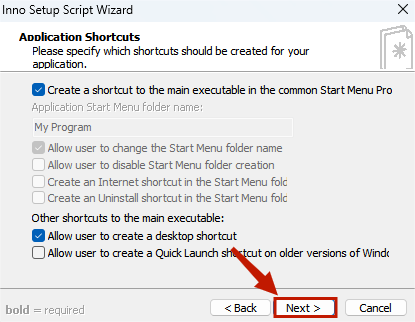 Inno Setup Script Wizard
Application Shortcuts
Please specify which shortcuts should be created for your
application.
Create a shortcut to the main executable in the common Start Menu Pro
Application Start Menu folder name:
My Program
Allow user to change the Start Menu folder name
Allow user to disable Start Menu folder creation
Create an Internet shortcut in the Start Menu fold
Create an Uninstall shortcut in the Start Menu fold
Other shortcuts to the main executable:
Allow user to create a desktop shortcut
Allow user to create a Quick Launch shortcut on older versions of Windo
bold = required
< Back
Next >
Cancel